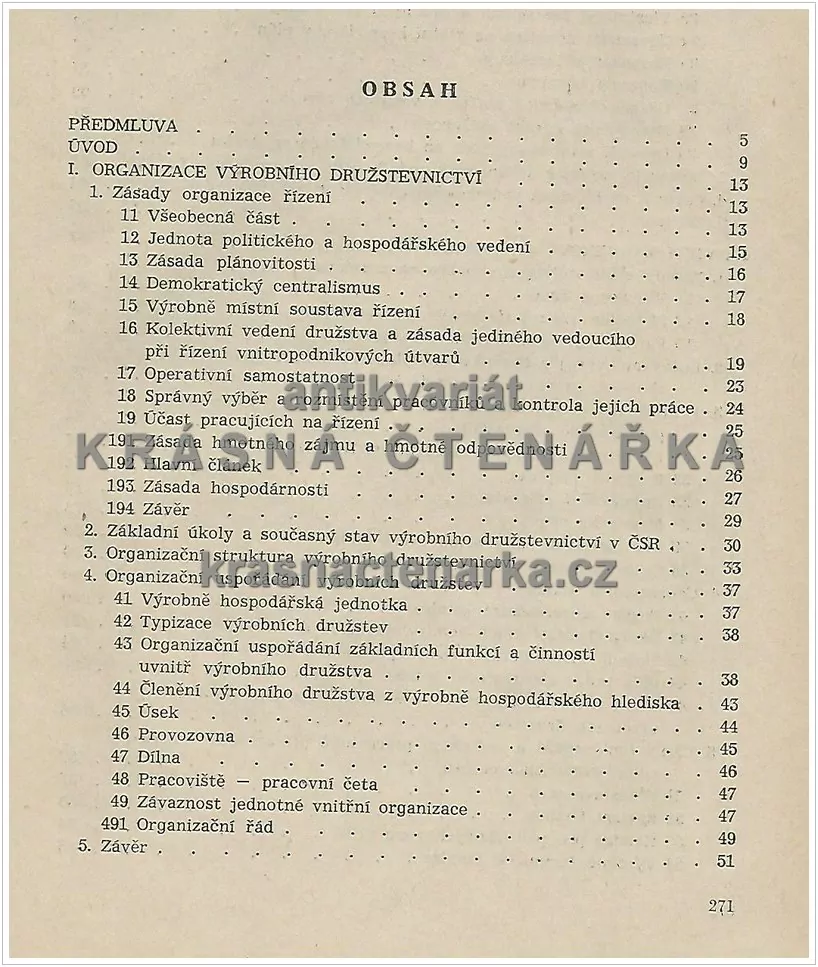 OBSAH
PŘEDMLUVA . . . . . . . . . . . . . . . . . 5
ÚVOD . . . . . . . . . . . . . . . . . . . 9
I. ORGANIZACE VÝROBNÍHO DRUŽSTEVNICTVÍ . . . . . . . 13
1. Zásady organizace řízení . . . . . . . . . . . . 13
11 Všeobecná část . . . . . . . . . . . . . . 13
12 Jednota politického a hospodářského vedení . . . . . . 15
13 Zásada plánovitosti . . . . . . . . . . . . . 16
14 Demokratický centralismus . . . . . . . . . . . 17
15 Výrobně místní soustava řízení . . . . . . . . . 18
16 Kolektivní vedení družstva a zásada jediného vedoucího
při řízení vnitropodnikových útvarů . . . . . . . . 19
17 Operativní samostatnost . . . . . . . . . . . . 23
antikvariát
18 Správný výběr a rozmístění pracovníků a kontrola jejich práce . 24
19 Účast pracujících na řízení . . . . . . . . . . . 25
191 Zásada hmotného zájmu a hmotné odpovědnosti . . . . 25
KRÁSNÁ ČTENÁŘKA
192 Hlavní článek . . . . . . . . . . . . . . 26
193 Zásada hospodárnosti . . . . . . . . . . . . 27
194 Závěr . . . . . . . . . . . . . . . . 29
2. Základní úkoly a současný stav výrobního družstevnictví v ČSR . . 30
3. Organizační struktura výrobního družstevnictví . . . . . . 33
krasnactenarka.cz
4. Organizační uspořádání výrobních družstev . . . . . . . 37
41 Výrobně hospodářská jednotka . . . . . . . . . . 37
42 Typizace výrobních družstev . . . . . . . . . . 38
43 Organizační uspořádání základních funkcí a činností
uvnitř výrobního družstva . . . . . . . . . . . 38
44 Členění výrobního družstva z výrobně hospodářského hlediska . 43
45 Úsek . . . . . . . . . . . . . . . . . 44
46 Provozovna . . . . . . . . . . . . . . . 45
47 Dílna . . . . . . . . . . . . . . . . 46
48 Pracoviště — pracovní četa . . . . . . . . . . 47
49 Závaznost jednotné vnitřní organizace . . . . . . . 47
491 Organizační řád . . . . . . . . . . . . . 49
5. Závěr . . . . . . . . . . . . . . . . . 51
271